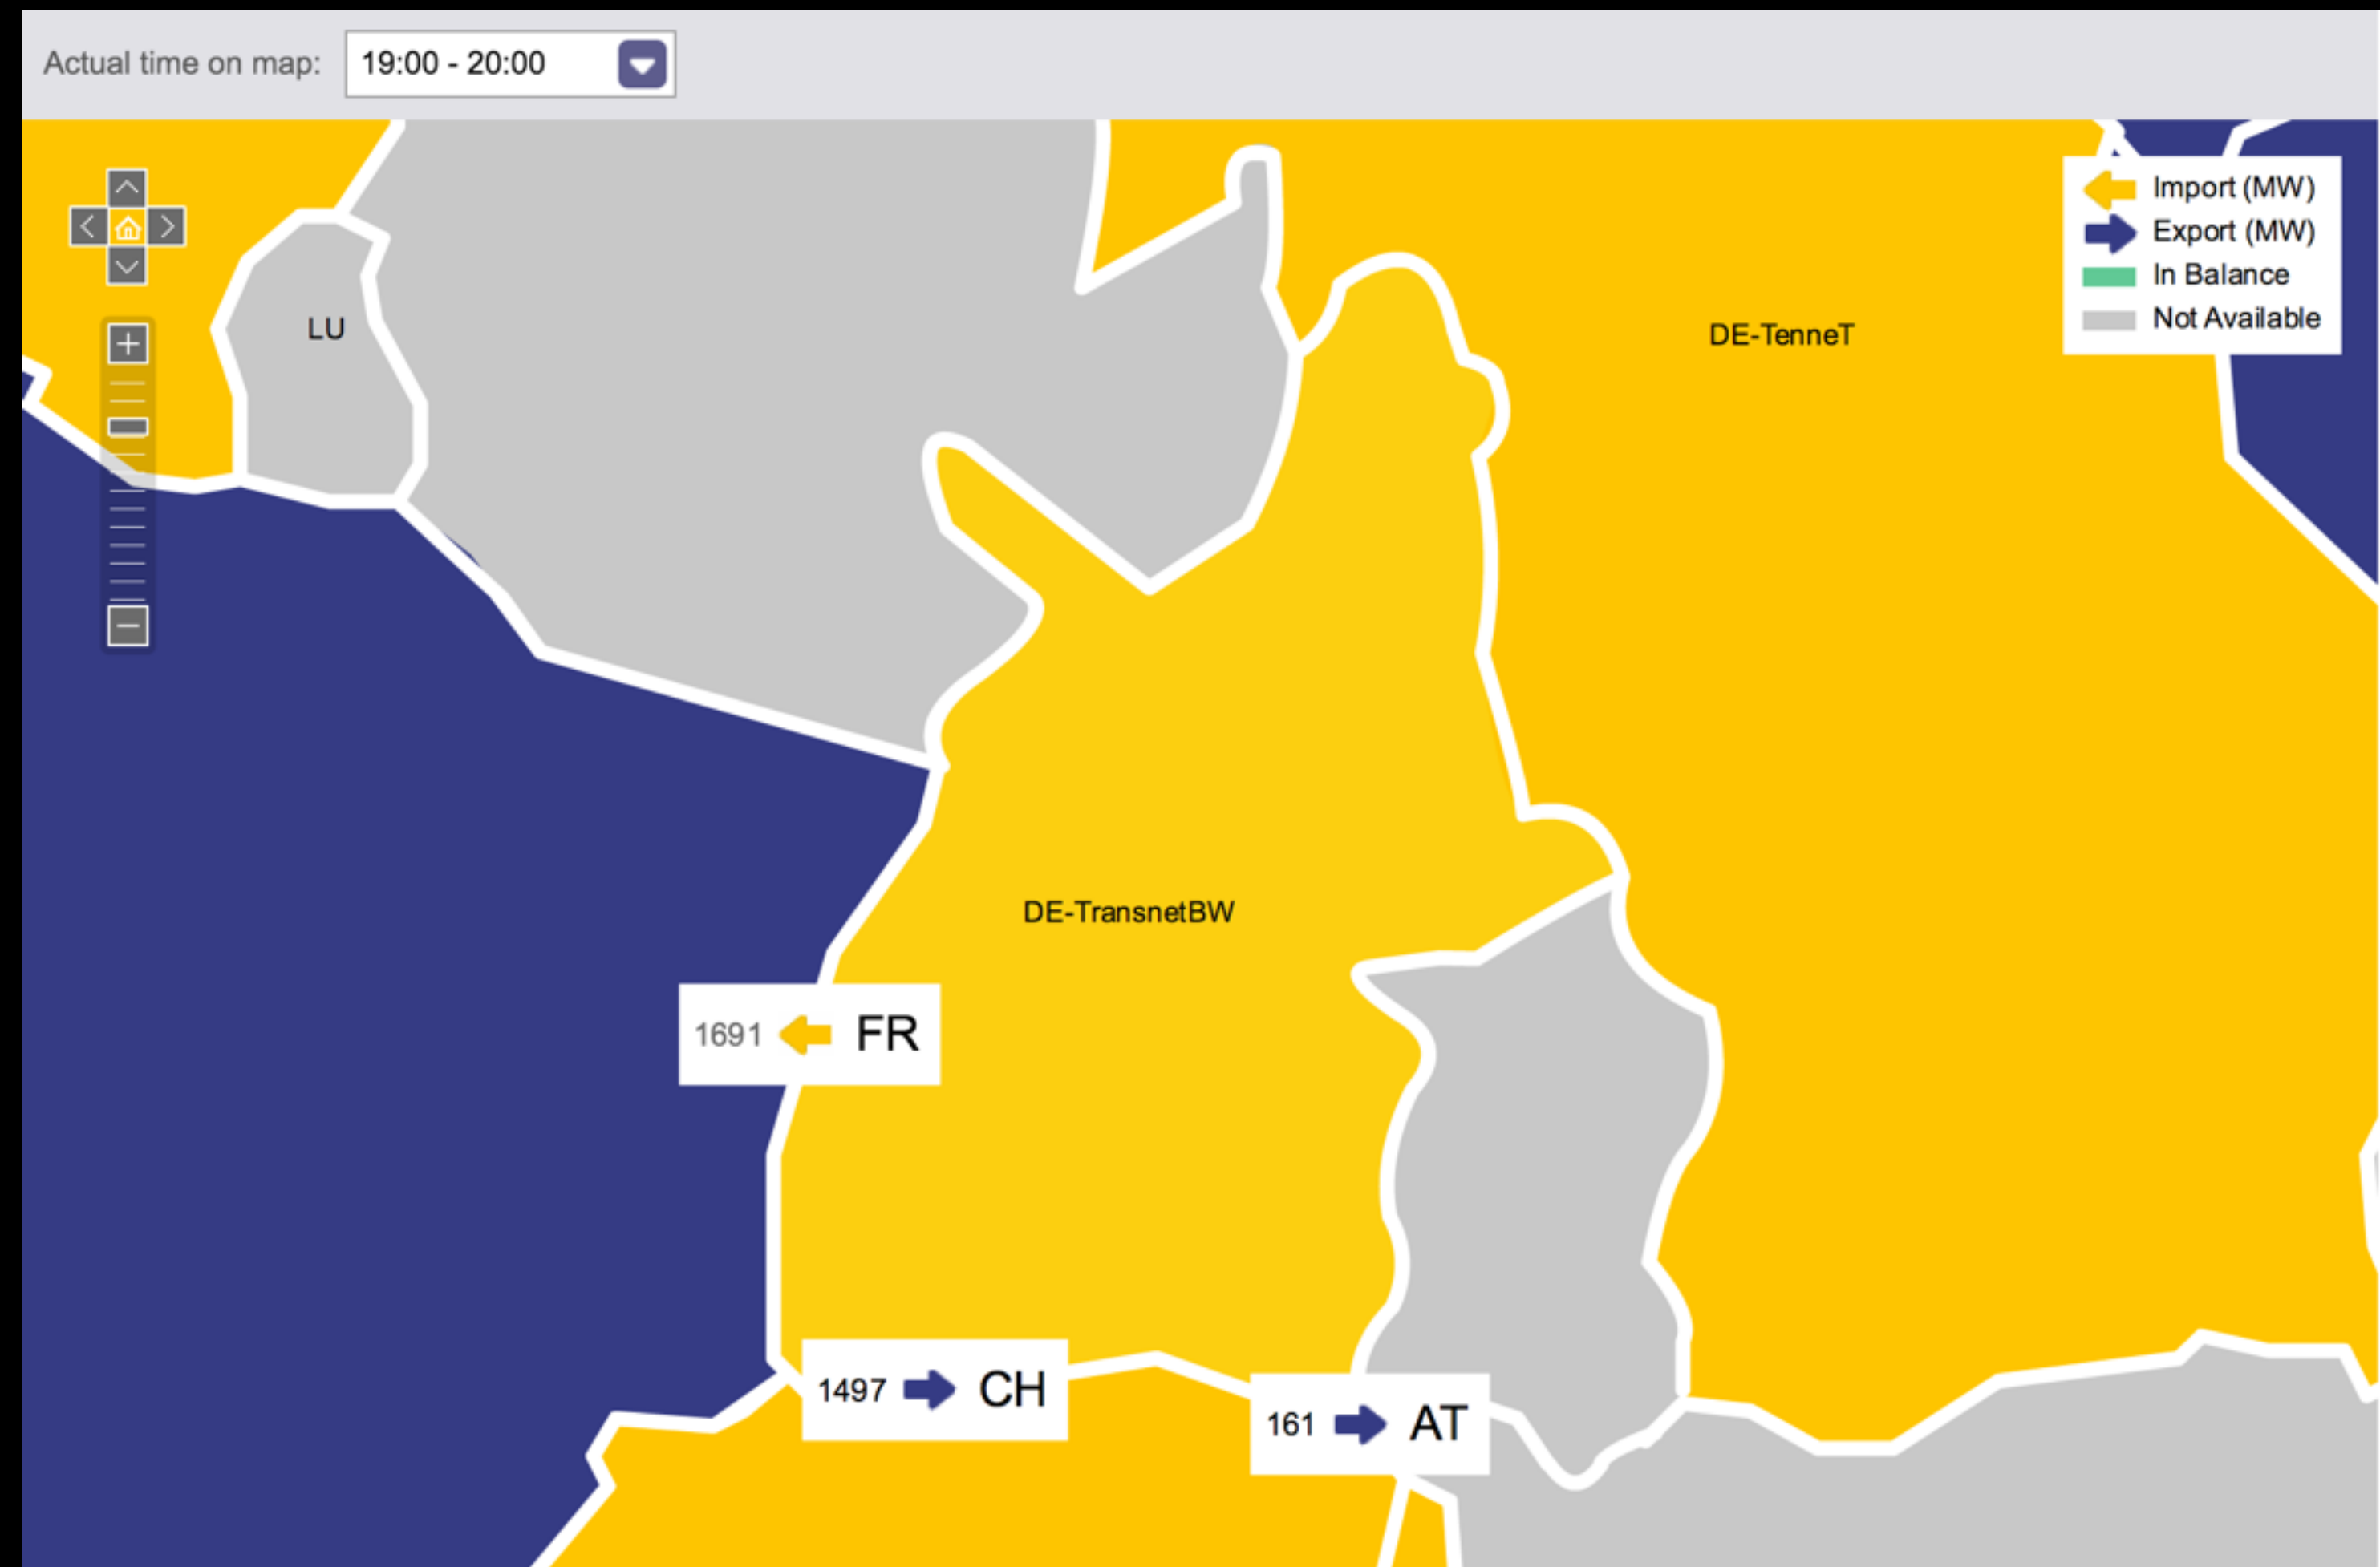 Actual time on map: 19:00 - 20:00
Import (MW)
Export (MW)
In Balance
Not Available
LU
DE-TenneT
DE-TransnetBW
1691 FR
1497 CH
161 AT